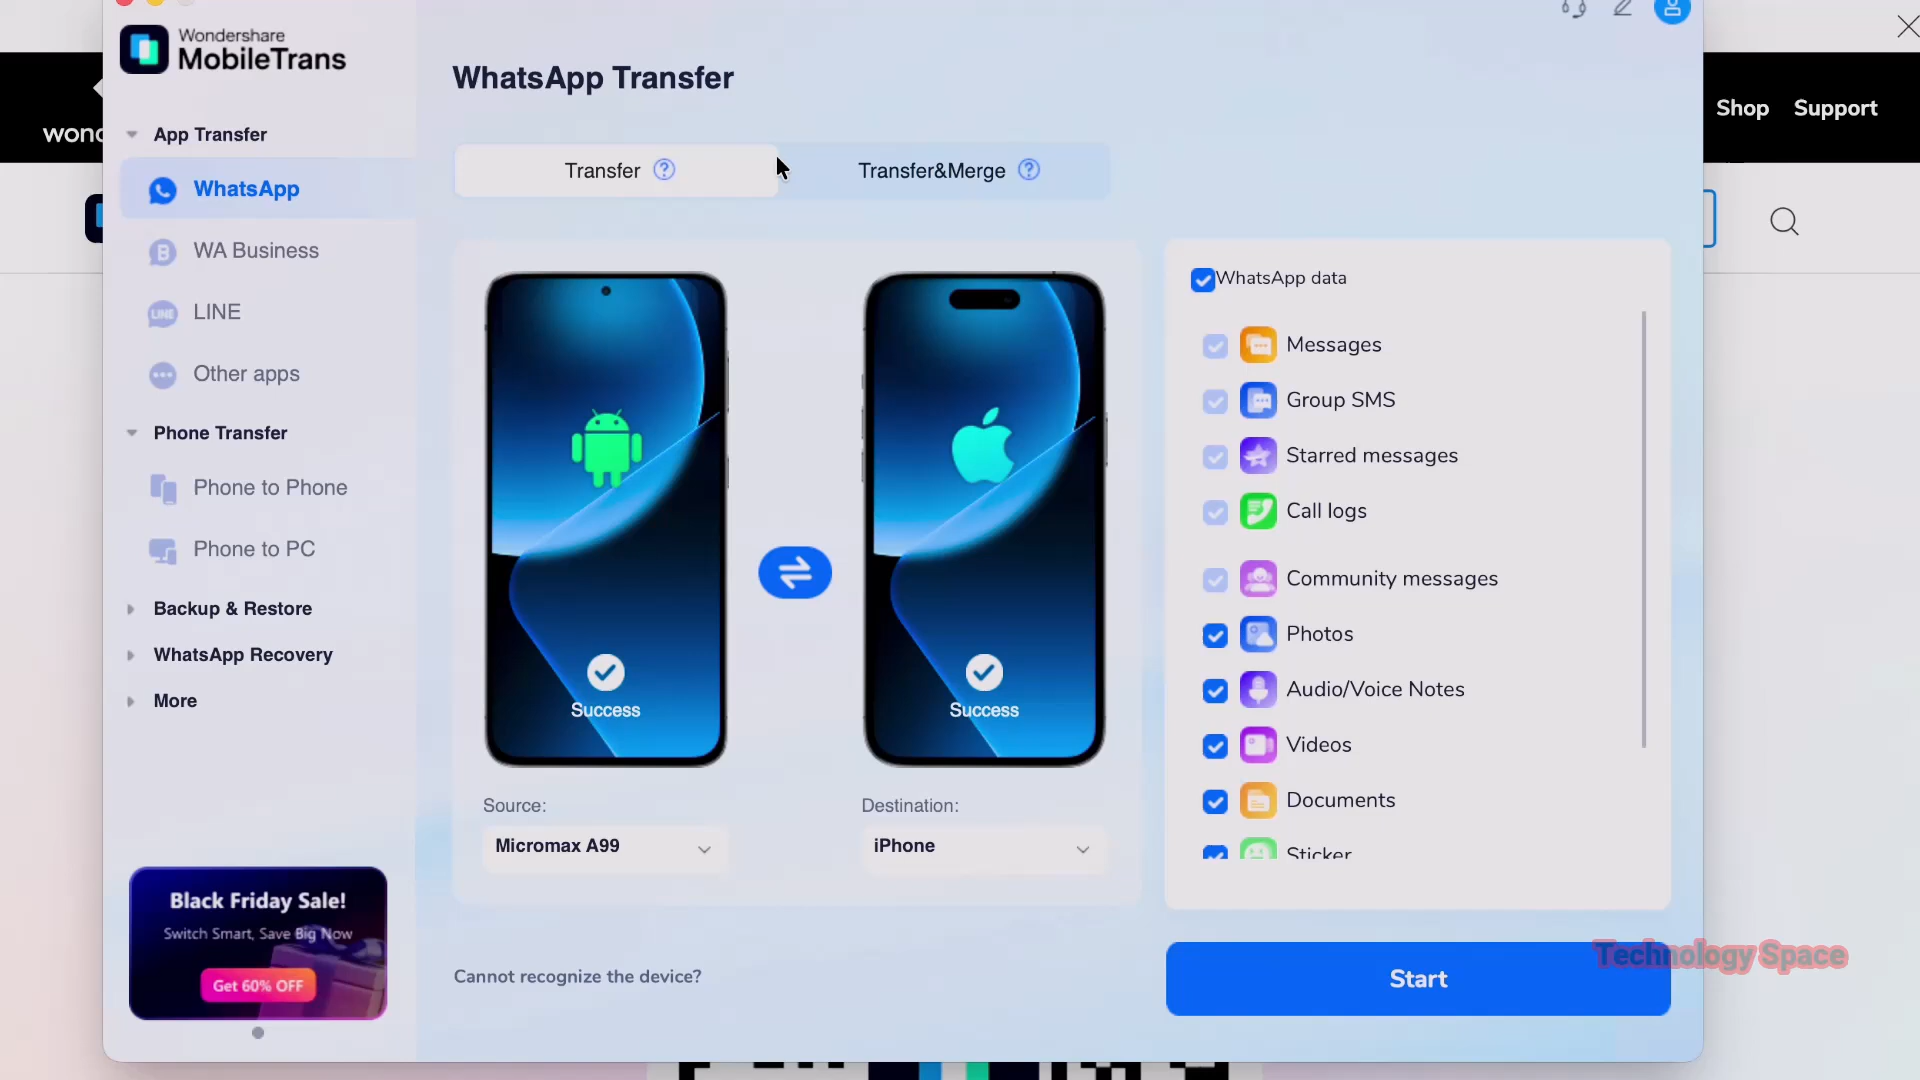 Wondershare
MobileTrans
App Transfer
WhatsApp
WA Business
LINE
Other apps
Phone Transfer
Phone to Phone
Phone to PC
Backup & Restore
WhatsApp Recovery
More
Black Friday Sale!
Switch Smart, Save Big Now
Get 60% OFF
WhatsApp Transfer
Transfer ?
Transfer&Merge ?
Success
Success
Source:
Micromax A99
Destination:
iPhone
Cannot recognize the device?
WhatsApp data
Messages
Group SMS
Starred messages
Call logs
Community messages
Photos
Audio/Voice Notes
Videos
Documents
Sticker
Start
Technology Space
Shop Support